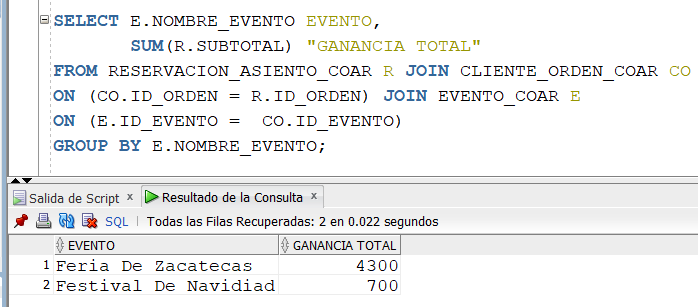 SELECT E.NOMBRE_EVENTO EVENTO,
SUM(R.SUBTOTAL) "GANANCIA TOTAL"
FROM RESERVACION_ASIENTO_COAR R JOIN CLIENTE_ORDEN_COAR CO
ON (CO.ID_ORDEN = R.ID_ORDEN) JOIN EVENTO_COAR E
ON (E.ID_EVENTO =  CO.ID_EVENTO)
GROUP BY E.NOMBRE_EVENTO;
Salida de Script x Resultado de la Consulta x
SQL | Todas las Filas Recuperadas: 2 en 0.022 segundos
EVENTO GANANCIA TOTAL
1 Feria De Zacatecas 4300
2 Festival De Navidiad 700